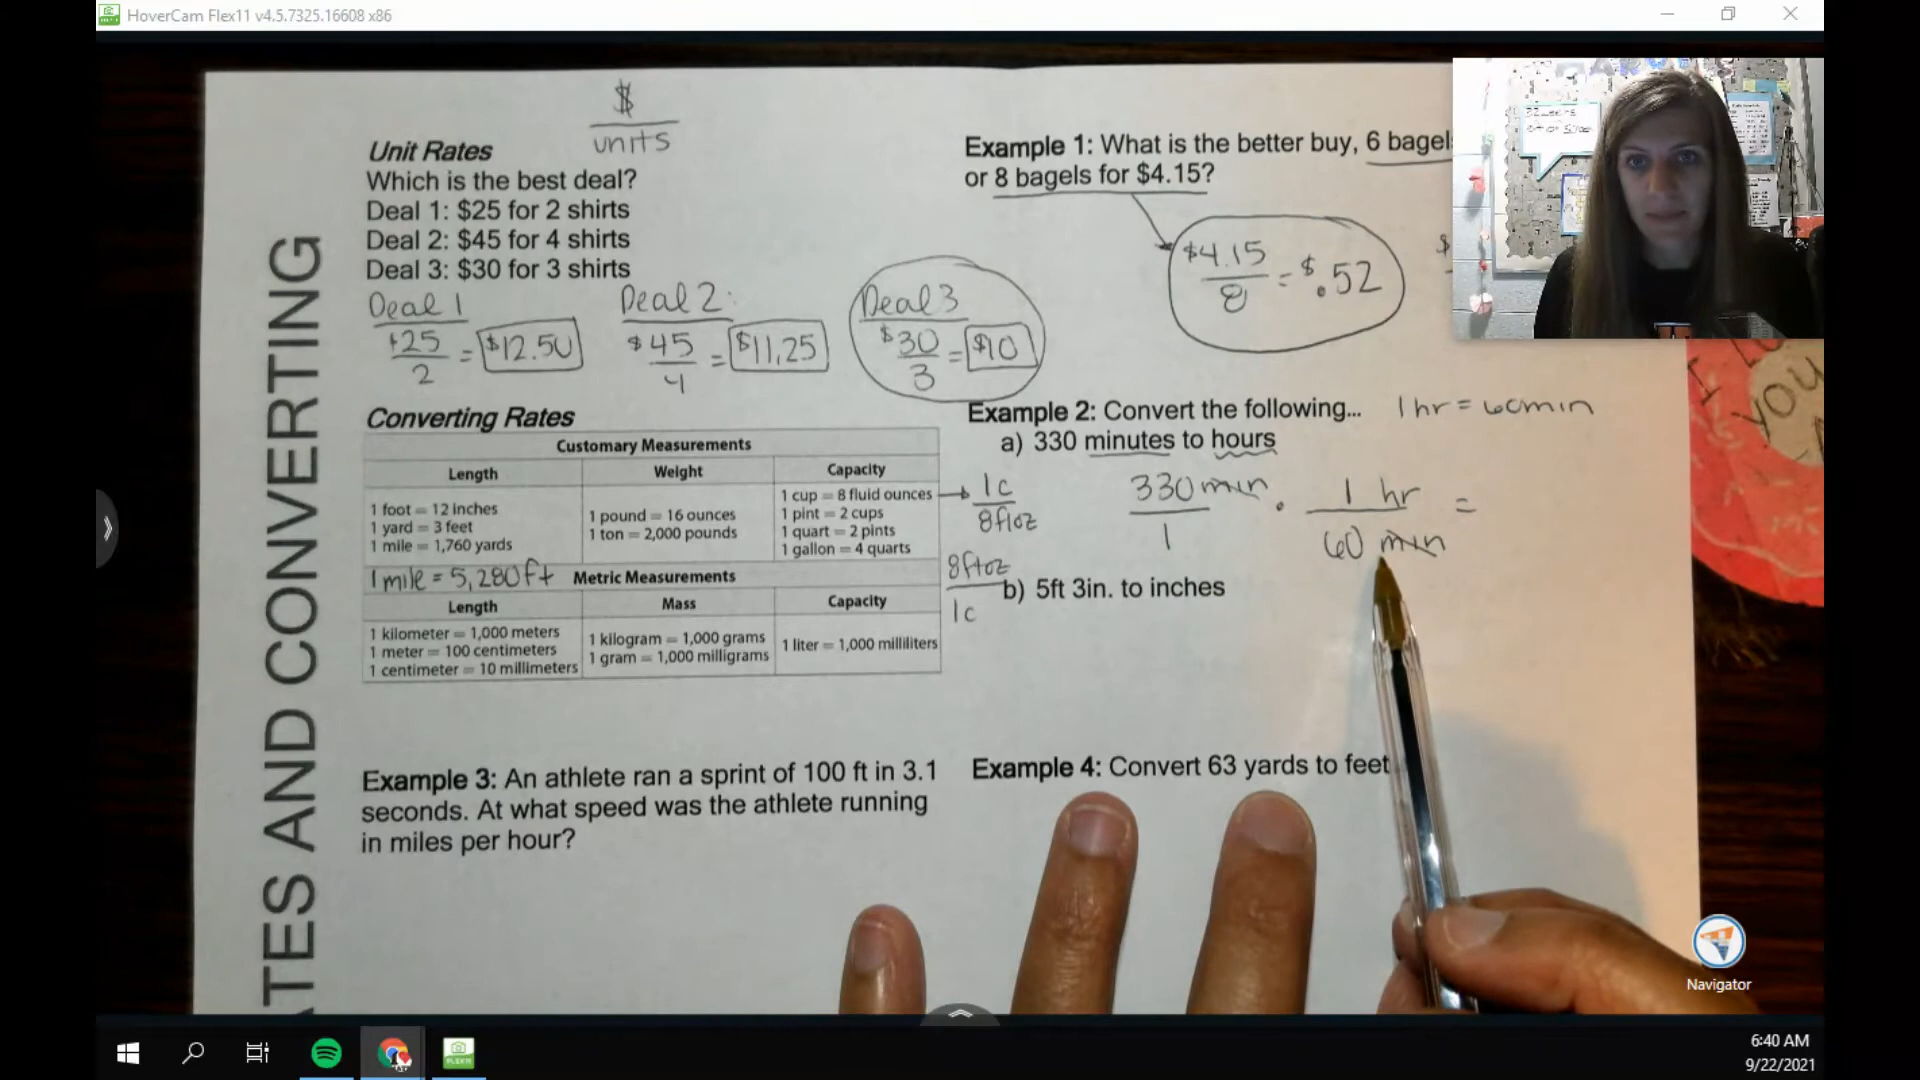 HoverCam Flex11 v4.5.7325.16608 x86
RATES AND CONVERTING
$
units
Unit Rates
Which is the best deal?
Deal 1: $25 for 2 shirts
Deal 2: $45 for 4 shirts
Deal 3: $30 for 3 shirts
Deal 1
$25
2
= $12.50
Deal 2:
$45
4
= $11.25
Deal 3
$30
3
= $10
Example 1: What is the better buy, 6 bagels
or 8 bagels for $4.15?
$4.15
8
= $.52
$
Converting Rates
Customary Measurements
Length Weight Capacity
1 foot = 12 inches
1 yard = 3 feet
1 mile = 1,760 yards
1 pound = 16 ounces
1 ton = 2,000 pounds
1 cup = 8 fluid ounces
1 pint = 2 cups
1 quart = 2 pints
1 gallon = 4 quarts
1 mile = 5,280ft
Metric Measurements
Length Mass Capacity
1 kilometer = 1,000 meters
1 meter = 100 centimeters
1 centimeter = 10 millimeters
1 kilogram = 1,000 grams
1 gram = 1,000 milligrams
1 liter = 1,000 milliliters
1c
8floz
8floz
1c
Example 2: Convert the following... 1 hr = 60min
a) 330 minutes to hours
330 min
1
·
1 hr
60 min
=
b) 5ft 3in. to inches
Example 3: An athlete ran a sprint of 100 ft in 3.1
seconds. At what speed was the athlete running
in miles per hour?
Example 4: Convert 63 yards to feet
YOU
Navigator
6:40 AM
9/22/2021